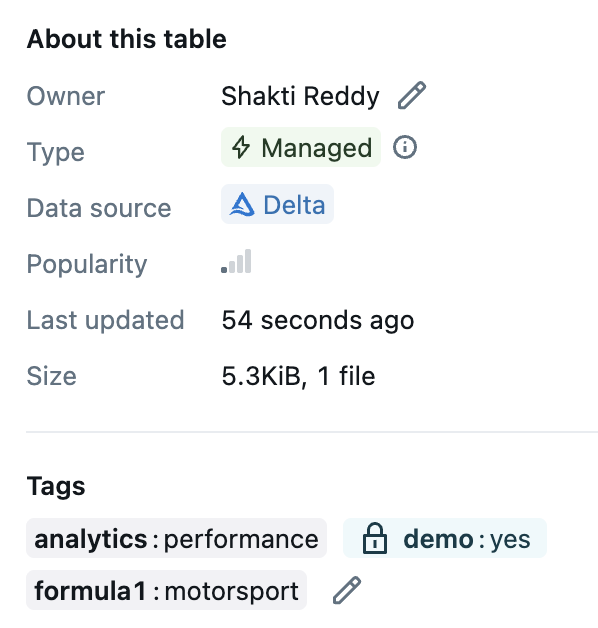 About this table
Owner Shakti Reddy
Type Managed
Data source Delta
Popularity
Last updated 54 seconds ago
Size 5.3KiB, 1 file
Tags
analytics : performance demo : yes
formula1 : motorsport